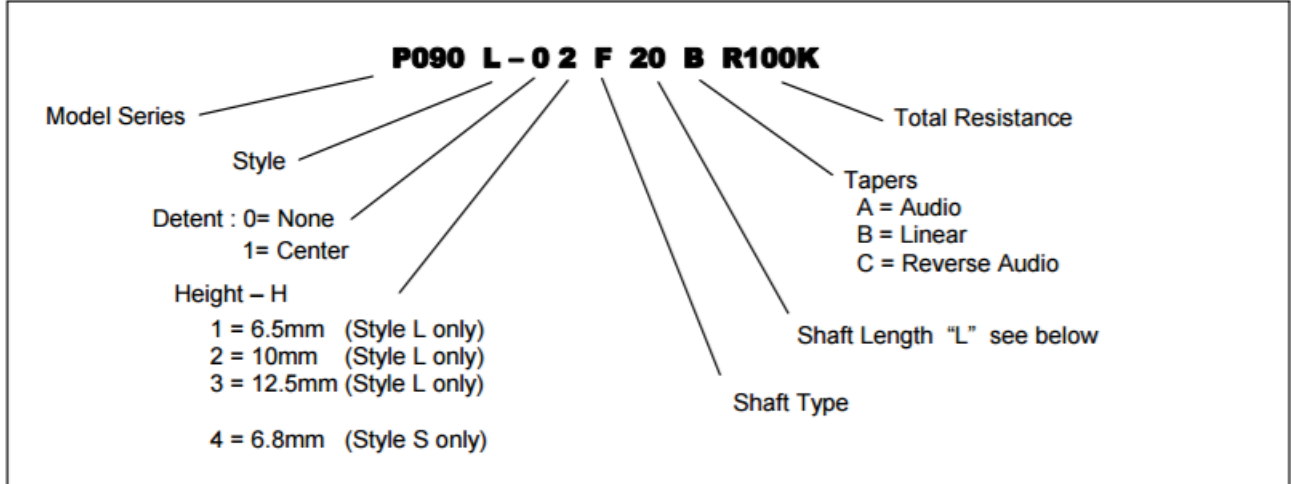 P090 L – 0 2 F 20 B R100K
Model Series
Total Resistance
Style
Tapers
A = Audio
B = Linear
C = Reverse Audio
Detent : 0= None
1= Center
Height – H
1 = 6.5mm (Style L only)
2 = 10mm (Style L only)
3 = 12.5mm (Style L only)
4 = 6.8mm (Style S only)
Shaft Length "L" see below
Shaft Type